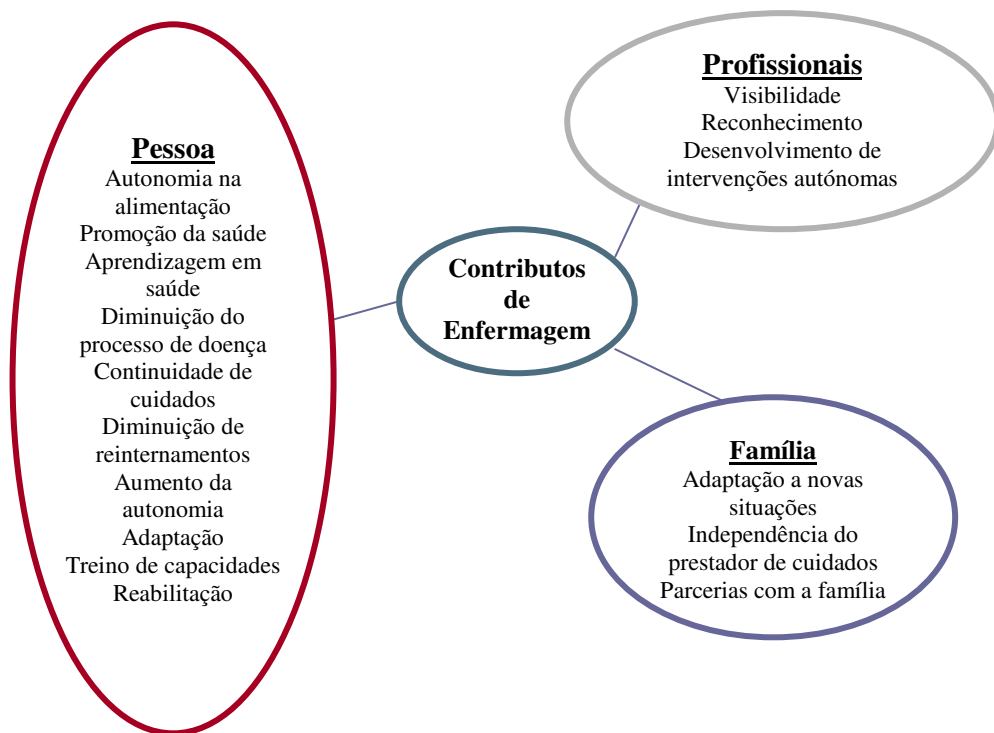 Pessoa
Autonomia na
alimentação
Promoção da saúde
Aprendizagem em
saúde
Diminuição do
processo de doença
Continuidade de
cuidados
Diminuição de
reinternamentos
Aumento da
autonomia
Adaptação
Treino de capacidades
Reabilitação
Contributos
de
Enfermagem
Profissionais
Visibilidade
Reconhecimento
Desenvolvimento de
intervenções autónomas
Família
Adaptação a novas
situações
Independência do
prestador de cuidados
Parcerias com a família